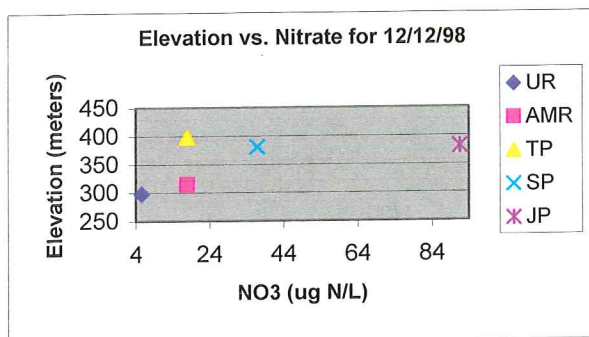 Elevation vs. Nitrate for 12/12/98
Elevation (meters)
450
400
350
300
250
4 24 44 64 84
NO3 (ug N/L)
UR
AMR
TP
SP
JP